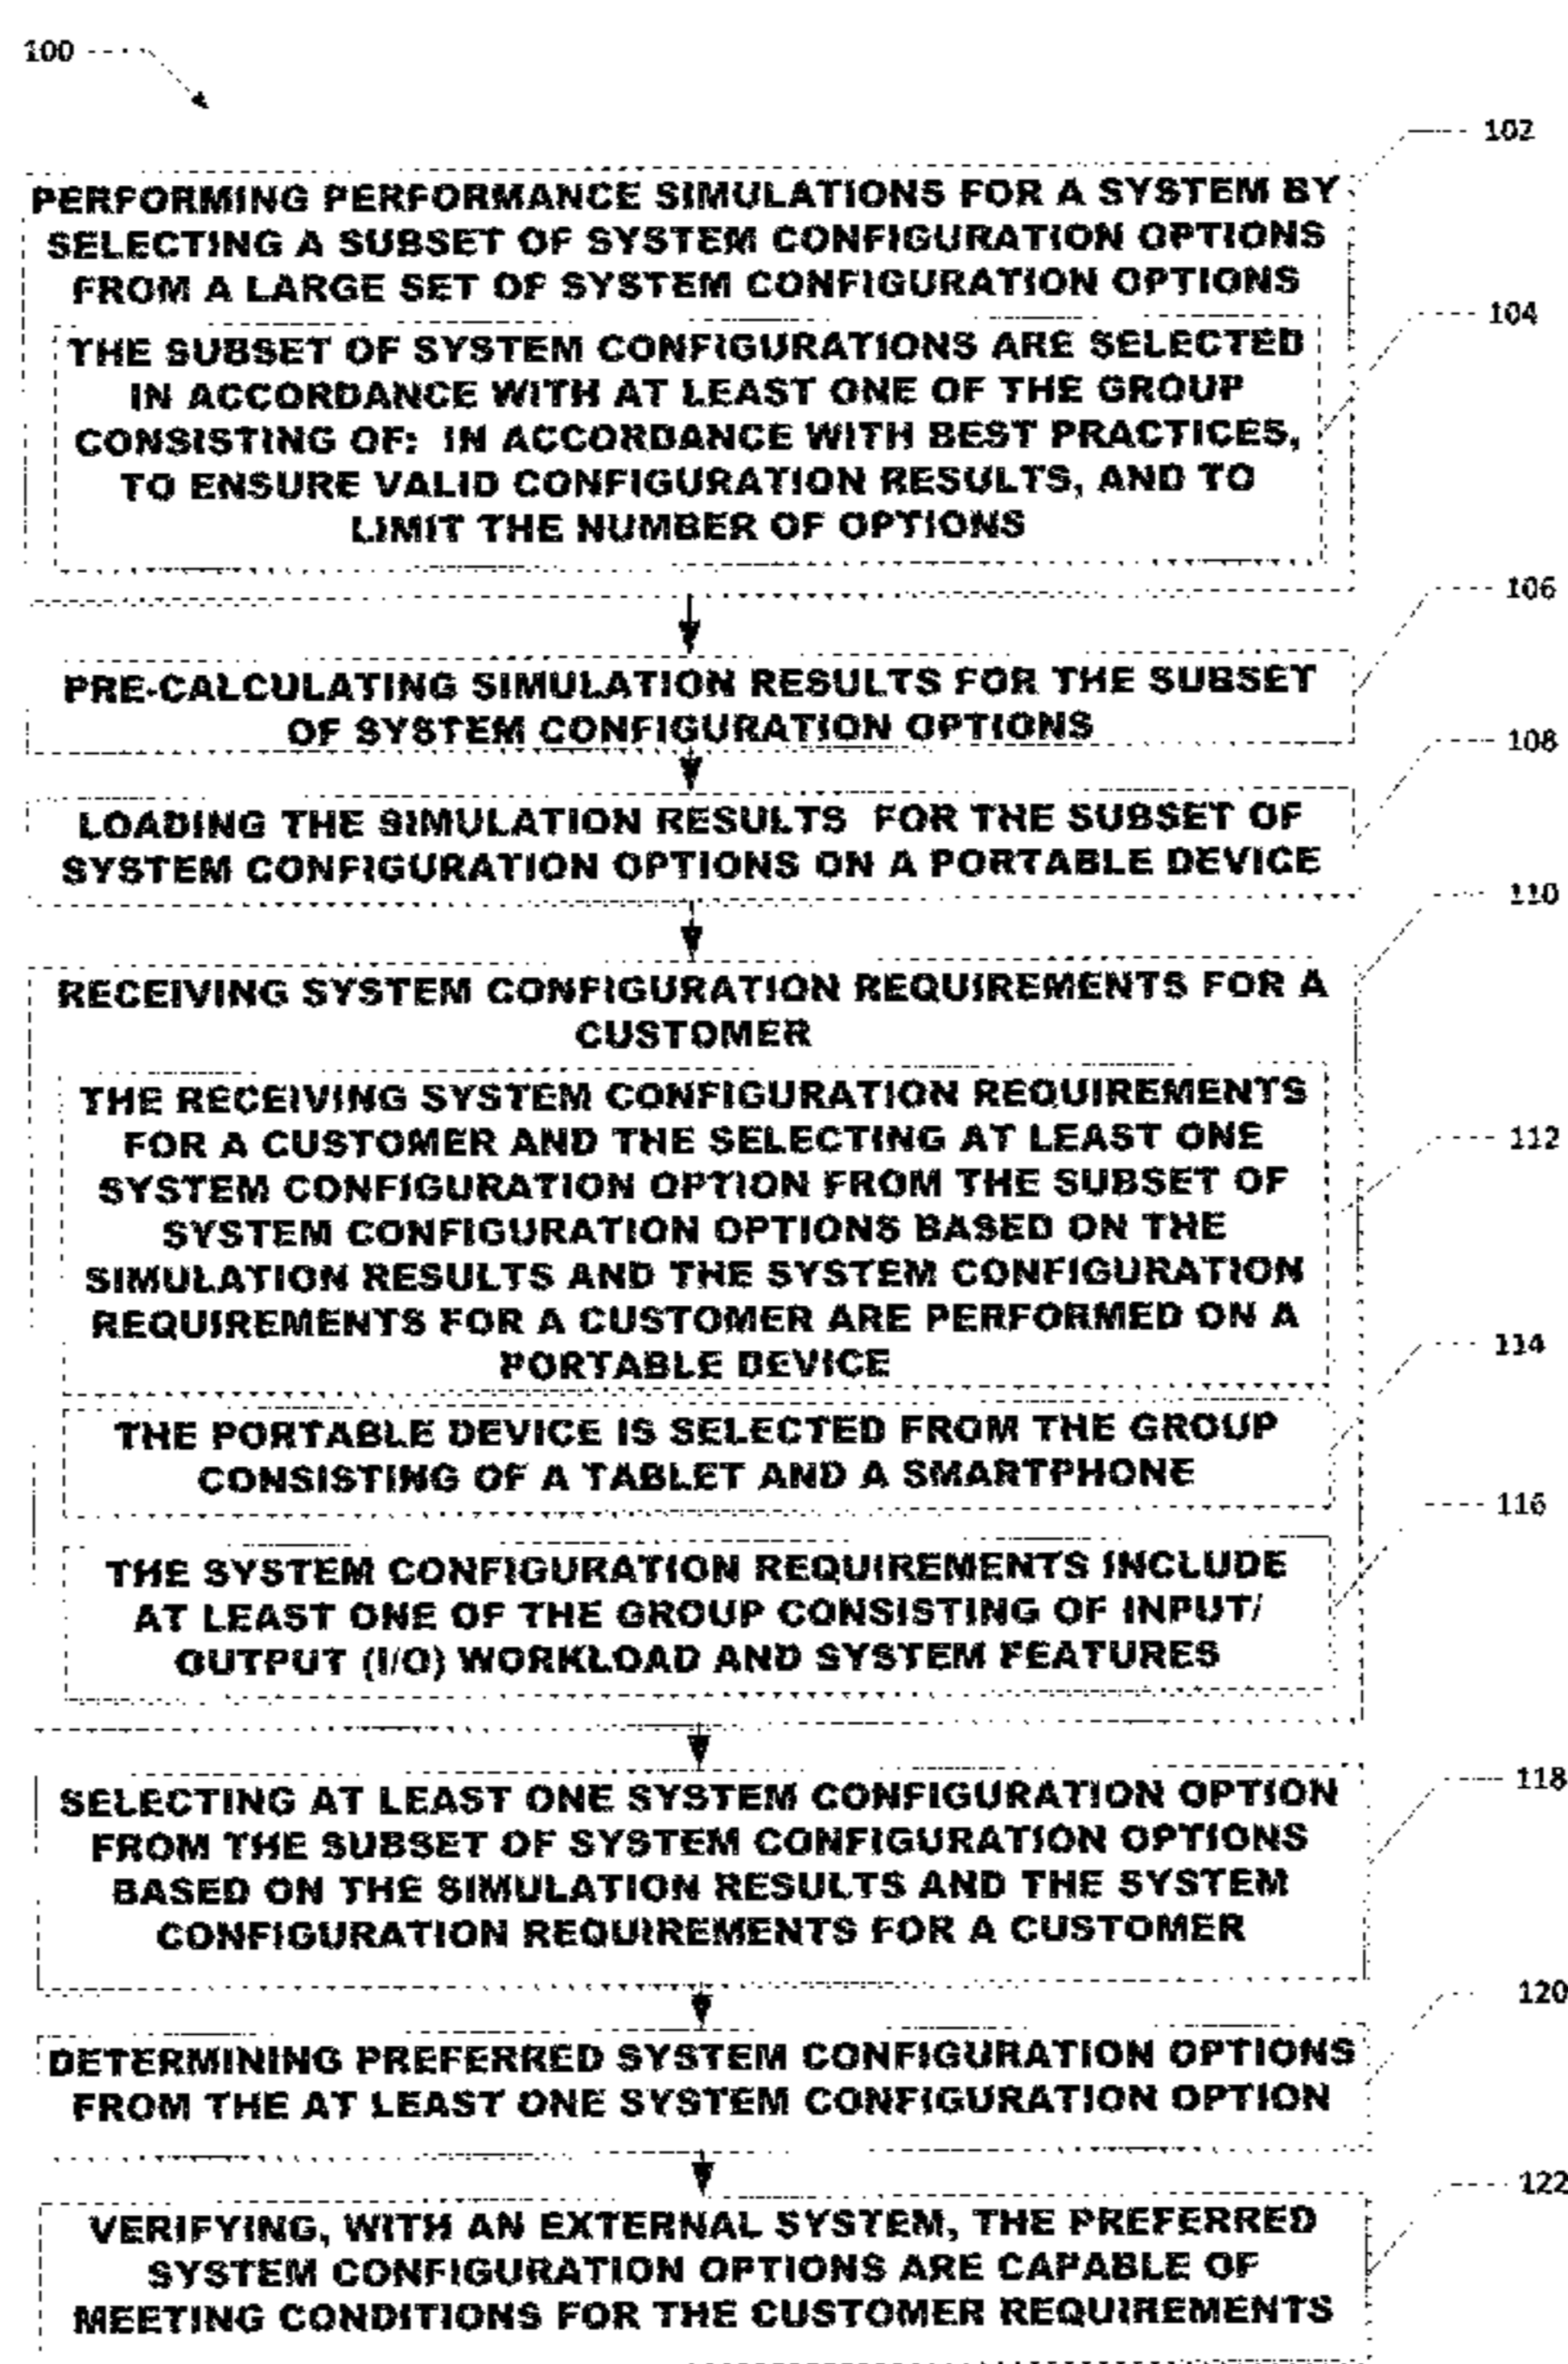 100
102
PERFORMING PERFORMANCE SIMULATIONS FOR A SYSTEM BY
SELECTING A SUBSET OF SYSTEM CONFIGURATION OPTIONS
FROM A LARGE SET OF SYSTEM CONFIGURATION OPTIONS
104
THE SUBSET OF SYSTEM CONFIGURATIONS ARE SELECTED
IN ACCORDANCE WITH AT LEAST ONE OF THE GROUP
CONSISTING OF: IN ACCORDANCE WITH BEST PRACTICES,
TO ENSURE VALID CONFIGURATION RESULTS, AND TO
LIMIT THE NUMBER OF OPTIONS
106
PRE-CALCULATING SIMULATION RESULTS FOR THE SUBSET
OF SYSTEM CONFIGURATION OPTIONS
108
LOADING THE SIMULATION RESULTS FOR THE SUBSET OF
SYSTEM CONFIGURATION OPTIONS ON A PORTABLE DEVICE
110
RECEIVING SYSTEM CONFIGURATION REQUIREMENTS FOR A
CUSTOMER
THE RECEIVING SYSTEM CONFIGURATION REQUIREMENTS
FOR A CUSTOMER AND THE SELECTING AT LEAST ONE
112
SYSTEM CONFIGURATION OPTION FROM THE SUBSET OF
SYSTEM CONFIGURATION OPTIONS BASED ON THE
SIMULATION RESULTS AND THE SYSTEM CONFIGURATION
REQUIREMENTS FOR A CUSTOMER ARE PERFORMED ON A
PORTABLE DEVICE
114
THE PORTABLE DEVICE IS SELECTED FROM THE GROUP
CONSISTING OF A TABLET AND A SMARTPHONE
116
THE SYSTEM CONFIGURATION REQUIREMENTS INCLUDE
AT LEAST ONE OF THE GROUP CONSISTING OF INPUT/
OUTPUT (I/O) WORKLOAD AND SYSTEM FEATURES
118
SELECTING AT LEAST ONE SYSTEM CONFIGURATION OPTION
FROM THE SUBSET OF SYSTEM CONFIGURATION OPTIONS
BASED ON THE SIMULATION RESULTS AND THE SYSTEM
CONFIGURATION REQUIREMENTS FOR A CUSTOMER
120
DETERMINING PREFERRED SYSTEM CONFIGURATION OPTIONS
FROM THE AT LEAST ONE SYSTEM CONFIGURATION OPTION
122
VERIFYING, WITH AN EXTERNAL SYSTEM, THE PREFERRED
SYSTEM CONFIGURATION OPTIONS ARE CAPABLE OF
MEETING CONDITIONS FOR THE CUSTOMER REQUIREMENTS